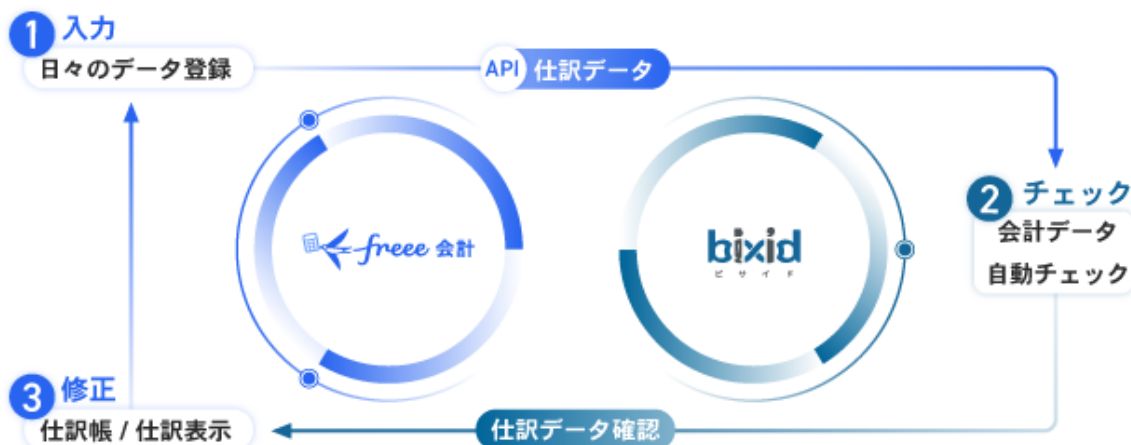 1 入力
日々のデータ登録
API 仕訳データ
freee 会計
bixid
ビサイド
2 チェック
会計データ
自動チェック
3 修正
仕訳帳 / 仕訳表示
仕訳データ確認